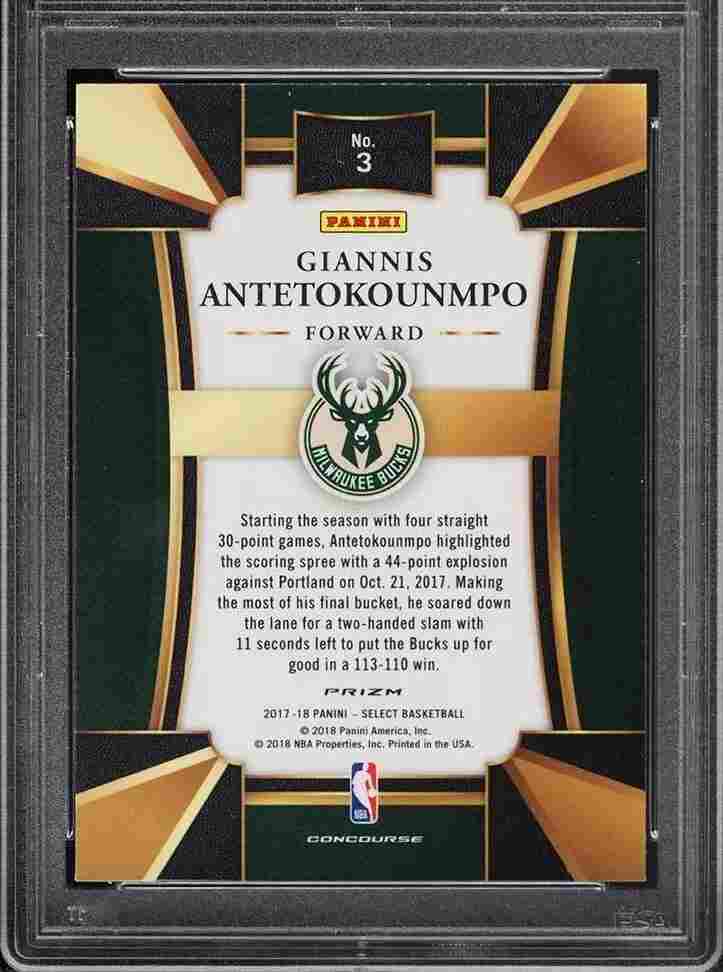 No.
3
PANINI
GIANNIS
ANTETOKOUNMPO
FORWARD
MILWAUKEE BUCKS
Starting the season with four straight
30-point games, Antetokounmpo highlighted
the scoring spree with a 44-point explosion
against Portland on Oct. 21, 2017. Making
the most of his final bucket, he soared down
the lane for a two-handed slam with
11 seconds left to put the Bucks up for
good in a 113-110 win.
PRIZM
2017-18 PANINI – SELECT BASKETBALL
© 2018 Panini America, Inc.
© 2018 NBA Properties, Inc. Printed in the USA.
NBA
CONCOURSE